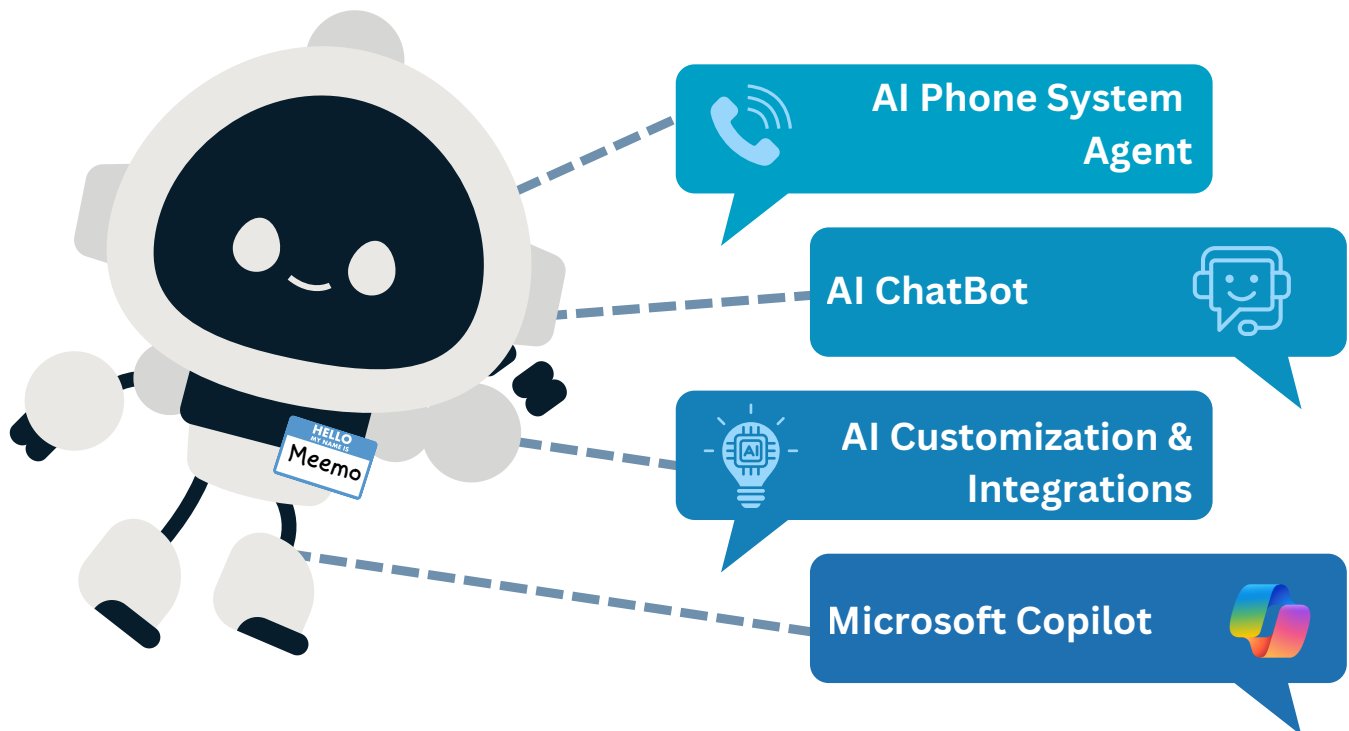 AI Phone System
Agent
AI ChatBot
HELLO
MY NAME IS
Meemo
AI
AI Customization &
Integrations
Microsoft Copilot